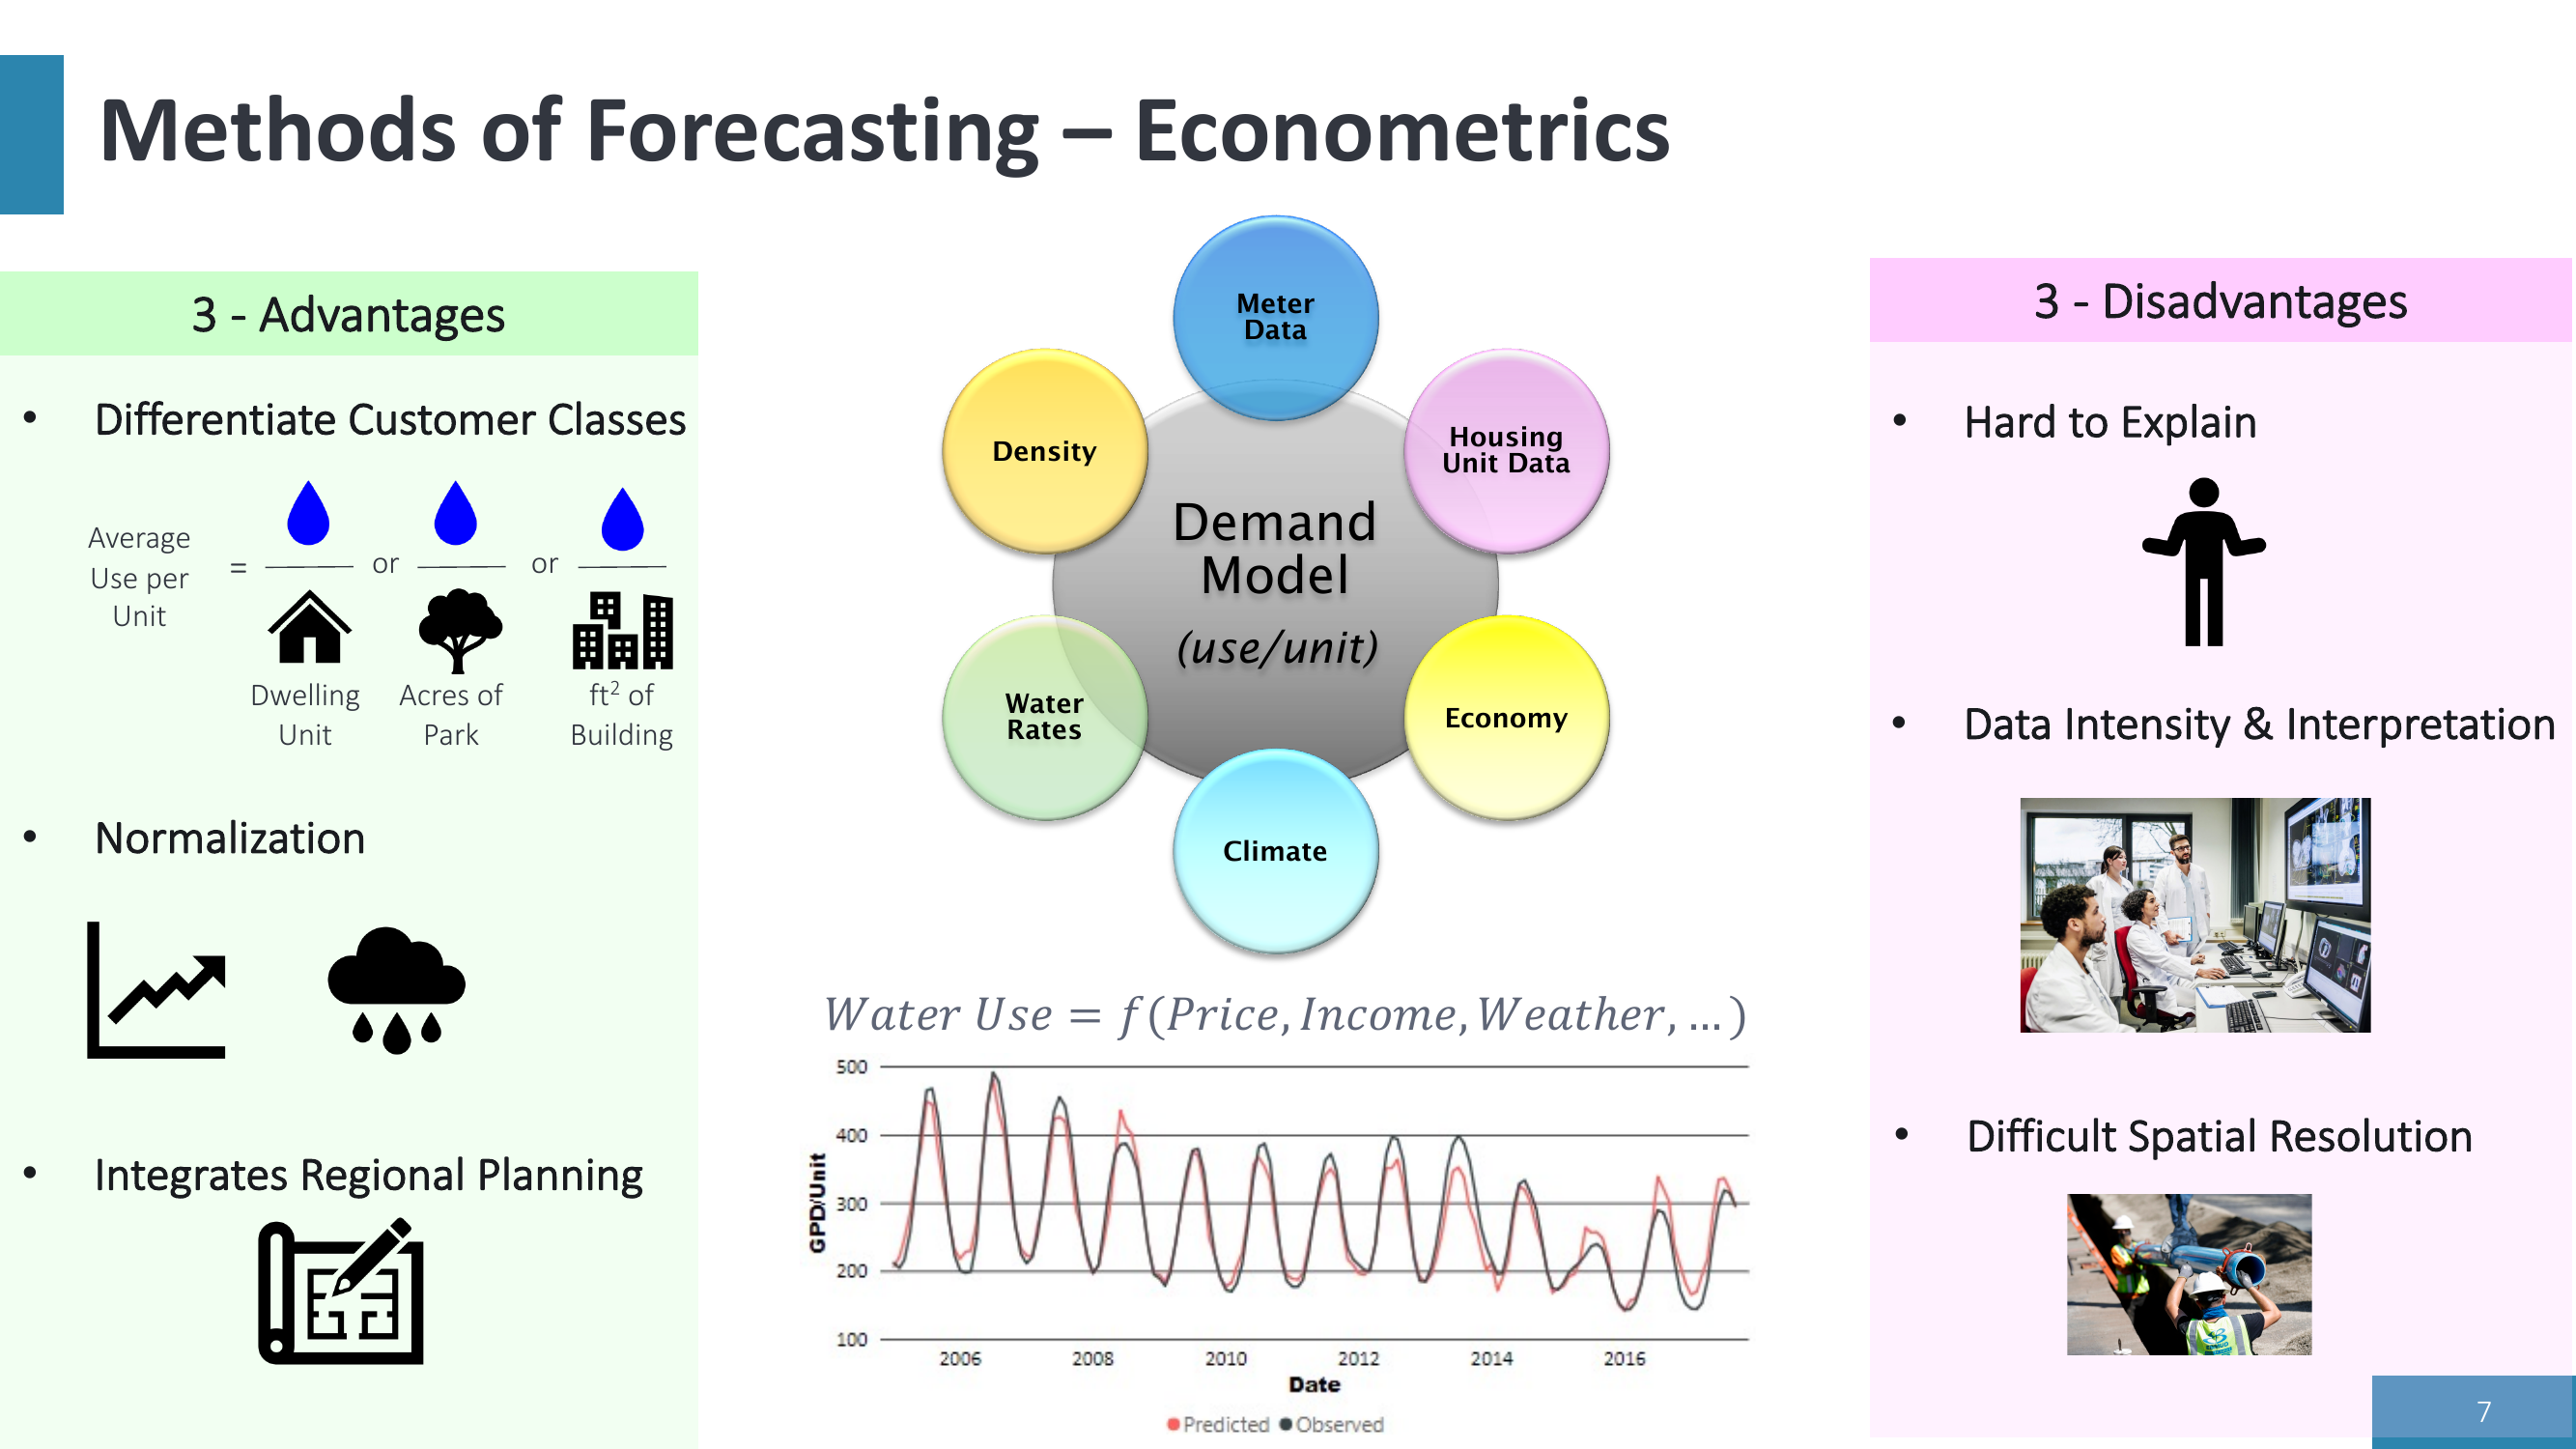 Methods of Forecasting – Econometrics
3 - Advantages
• Differentiate Customer Classes
Average
Use per
Unit
=
or
or
Dwelling
Unit
Acres of
Park
ft² of
Building
• Normalization
• Integrates Regional Planning
Meter
Data
Density
Housing
Unit Data
Demand
Model
(use/unit)
Water
Rates
Economy
Climate
Water Use = f(Price, Income, Weather, … )
500
400
300
200
100
GPD/Unit
2006 2008 2010 2012 2014 2016
Date
Predicted Observed
3 - Disadvantages
• Hard to Explain
• Data Intensity & Interpretation
• Difficult Spatial Resolution
7